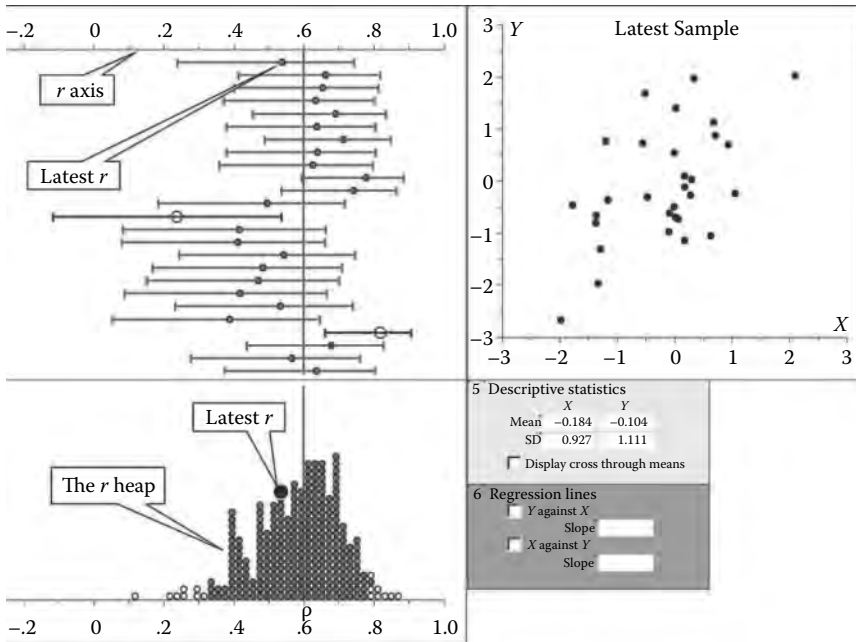 0 .2 .4 .6 .8 1.0
r axis
Latest r
3
2
1
0
−1
−2
−3
Y
Latest Sample
X
−3 −2 −1 0 1 2 3
Latest r
The r heap
ρ
0 .2 .4 .6 .8 1.0
5 Descriptive statistics
X Y
Mean −0.184 −0.104
SD 0.927 1.111
Display cross through means
6 Regression lines
Y against X
Slope
X against Y
Slope